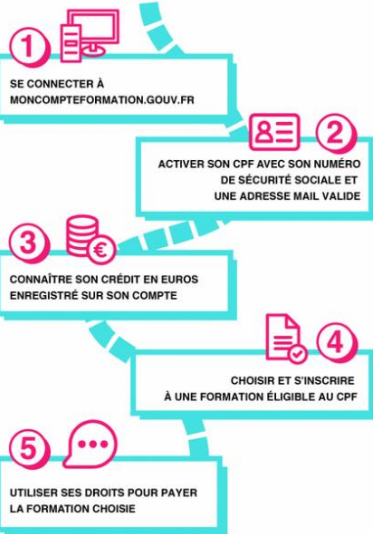 1
SE CONNECTER À
MONCOMPTEFORMATION.GOUV.FR
2
ACTIVER SON CPF AVEC SON NUMÉRO
DE SÉCURITÉ SOCIALE ET
UNE ADRESSE MAIL VALIDE
3
€
CONNAÎTRE SON CRÉDIT EN EUROS
ENREGISTRÉ SUR SON COMPTE
4
CHOISIR ET S'INSCRIRE
À UNE FORMATION ÉLIGIBLE AU CPF
5
UTILISER SES DROITS POUR PAYER
LA FORMATION CHOISIE